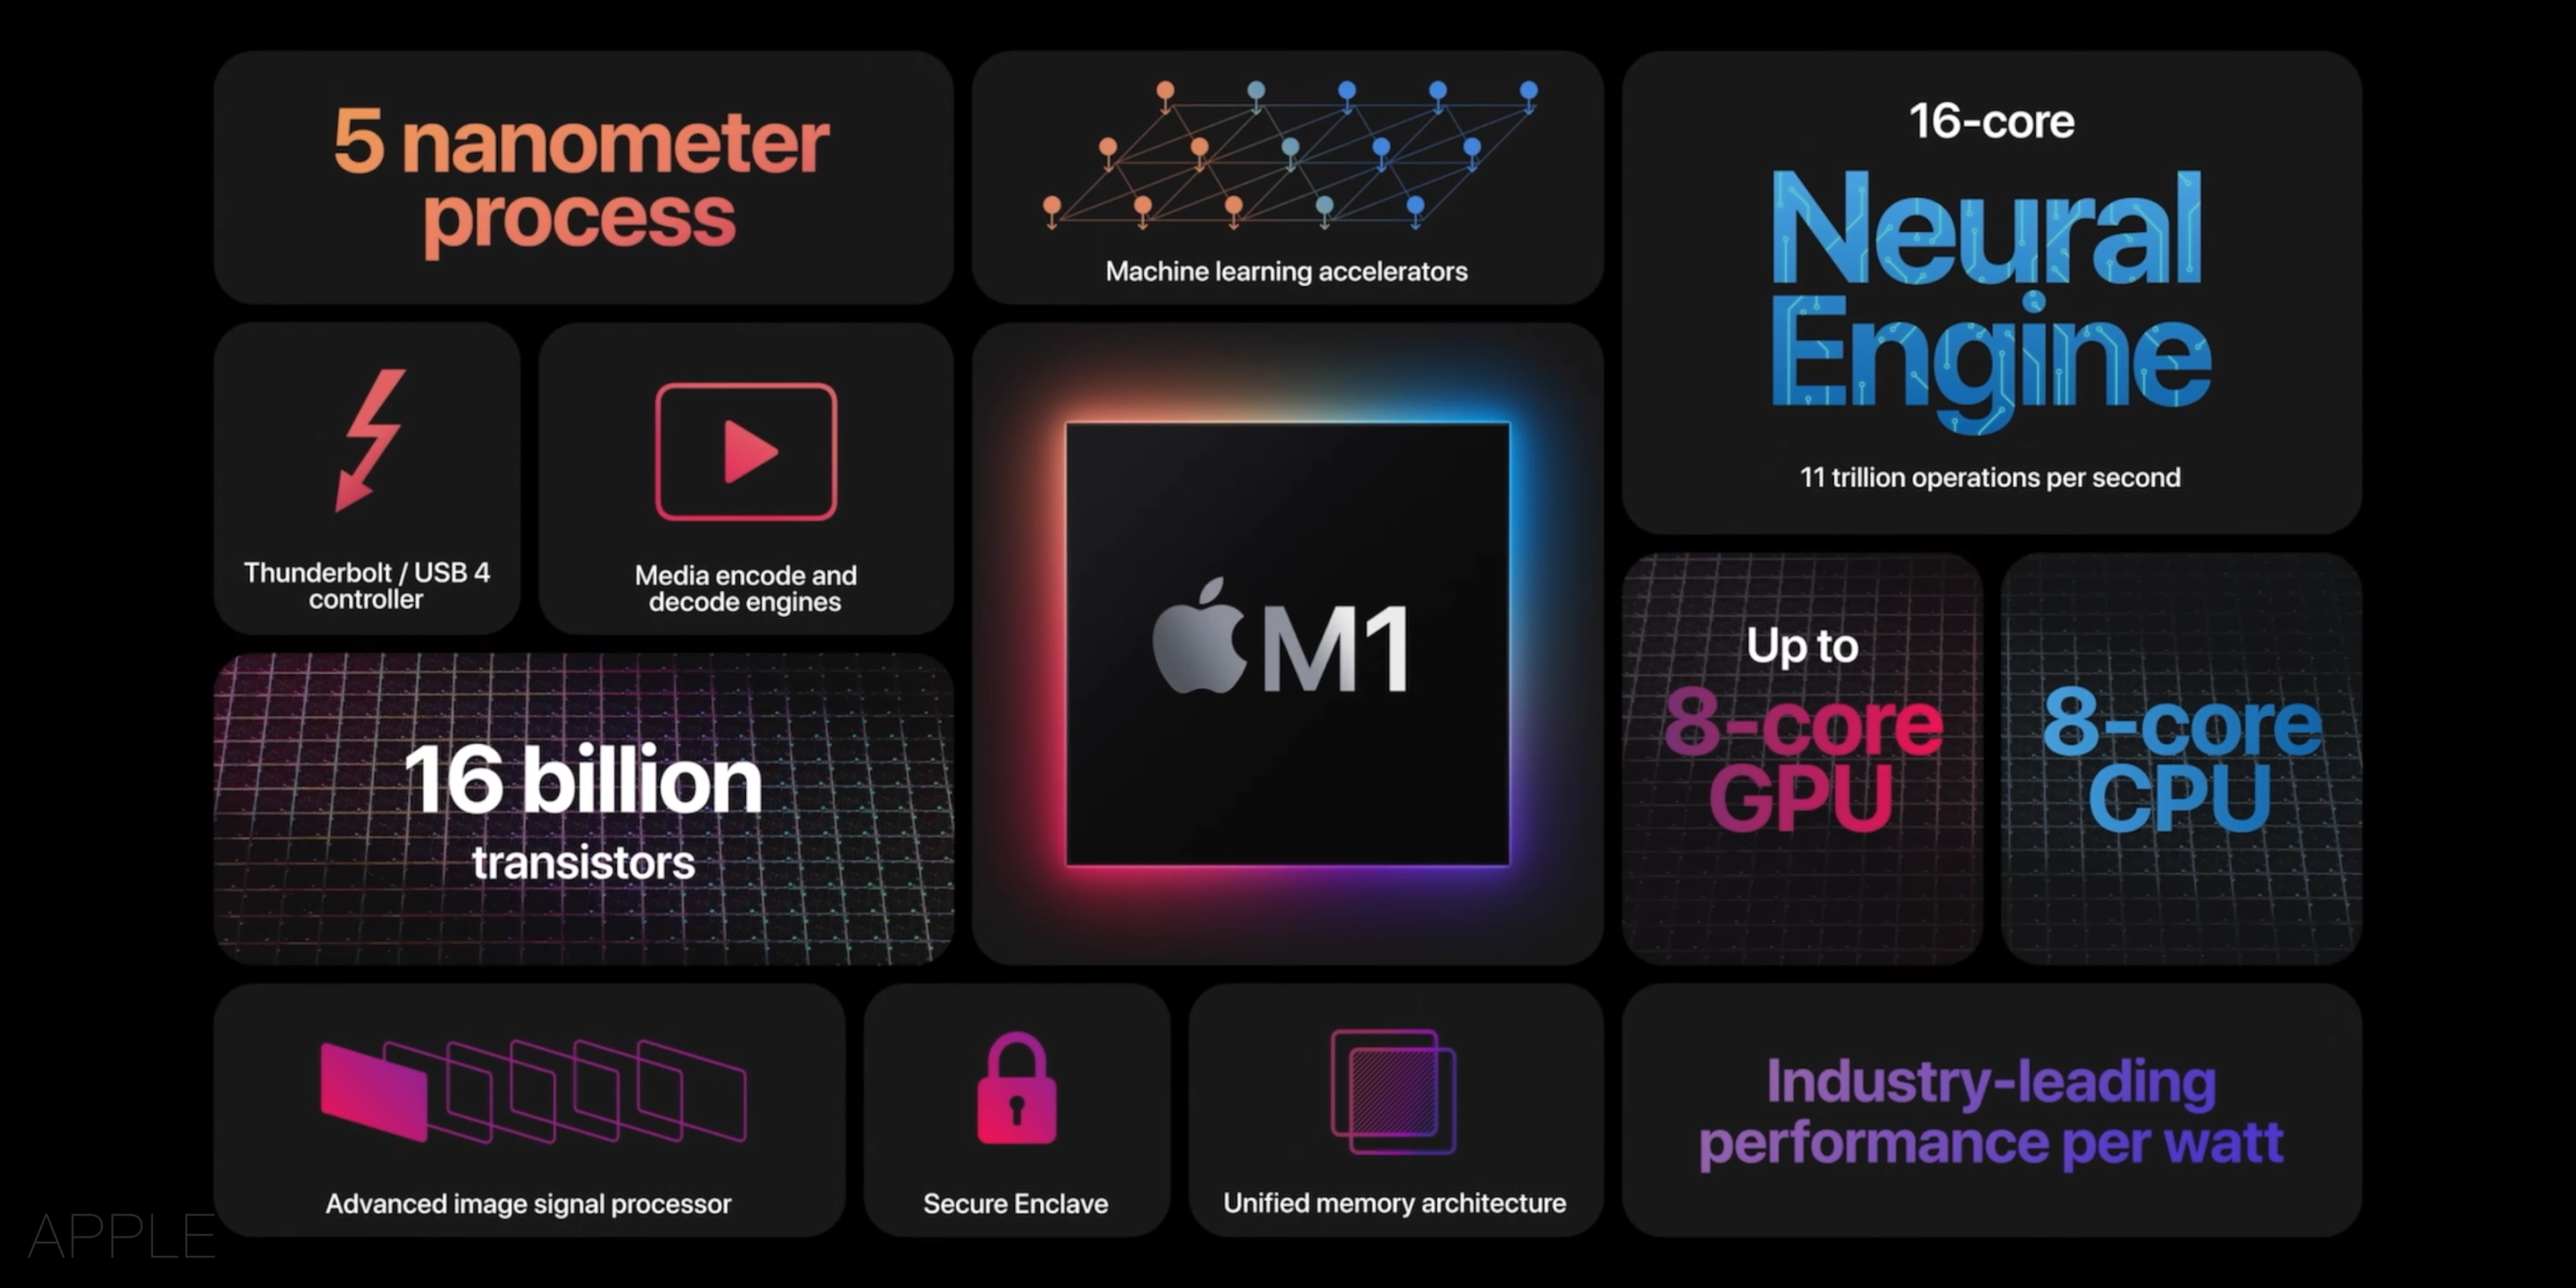 5 nanometer
process
Machine learning accelerators
16-core
Neural
Engine
11 trillion operations per second
Thunderbolt / USB 4
controller
Media encode and
decode engines
M1
Up to
8-core
GPU
8-core
CPU
16 billion
transistors
Advanced image signal processor
Secure Enclave
Unified memory architecture
Industry-leading
performance per watt
APPLE